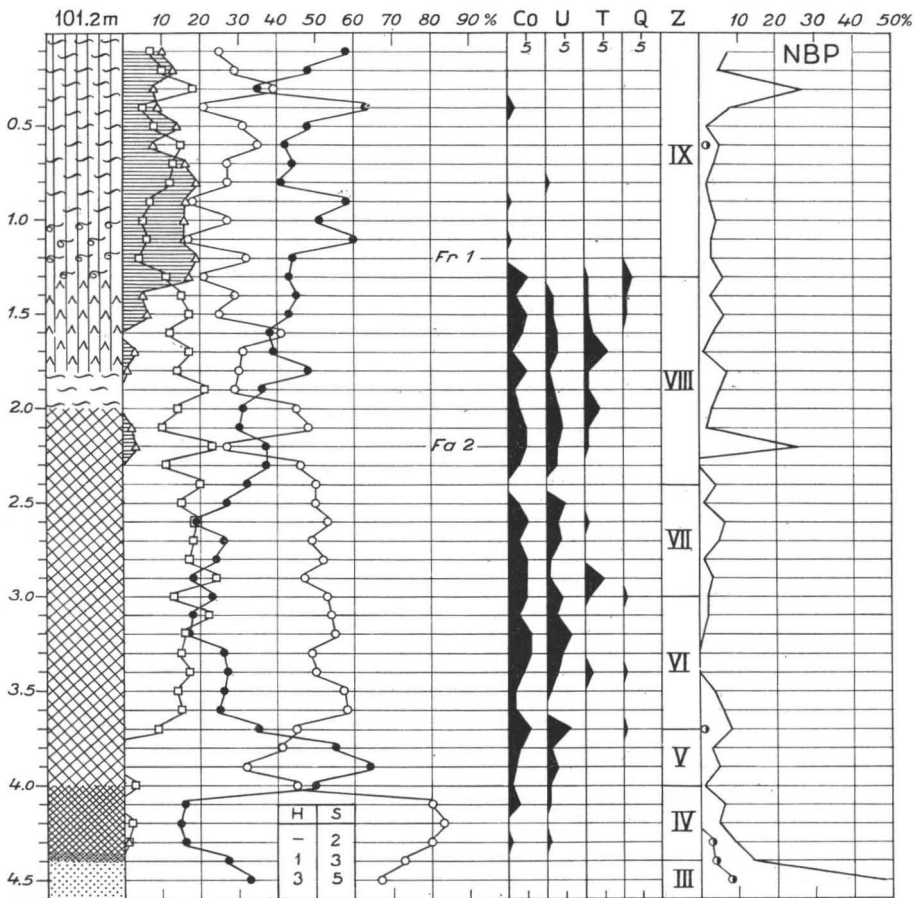 101.2m 10 20 30 40 50 60 70 80 90 % Co U T Q Z 10 20 30 40 50%
5 5 5 5 NBP
0.5
IX
1.0
Fr 1
1.5
VIII
2.0
Fa 2
2.5
VII
3.0
VI
3.5
V
4.0
H S IV
– 2
1 3
3 5
4.5 III